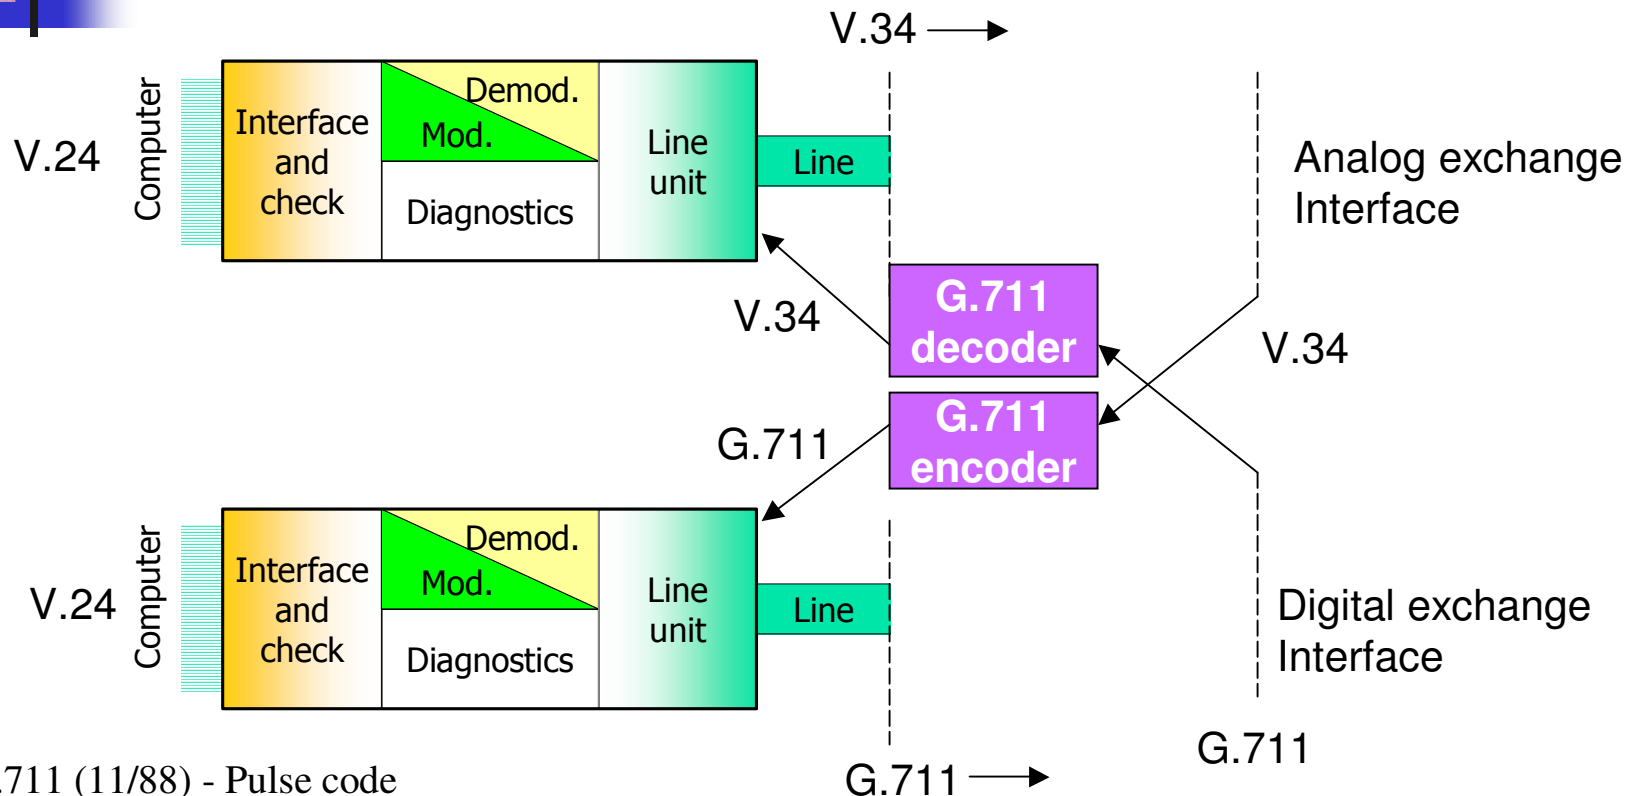 V.34
V.24
Computer
Interface
and
check
Demod.
Mod.
Diagnostics
Line
unit
Line
Analog exchange
Interface
V.34
G.711
decoder
V.34
G.711
G.711
encoder
V.24
Computer
Interface
and
check
Demod.
Mod.
Diagnostics
Line
unit
Line
Digital exchange
Interface
G.711
G.711
.711 (11/88) - Pulse code